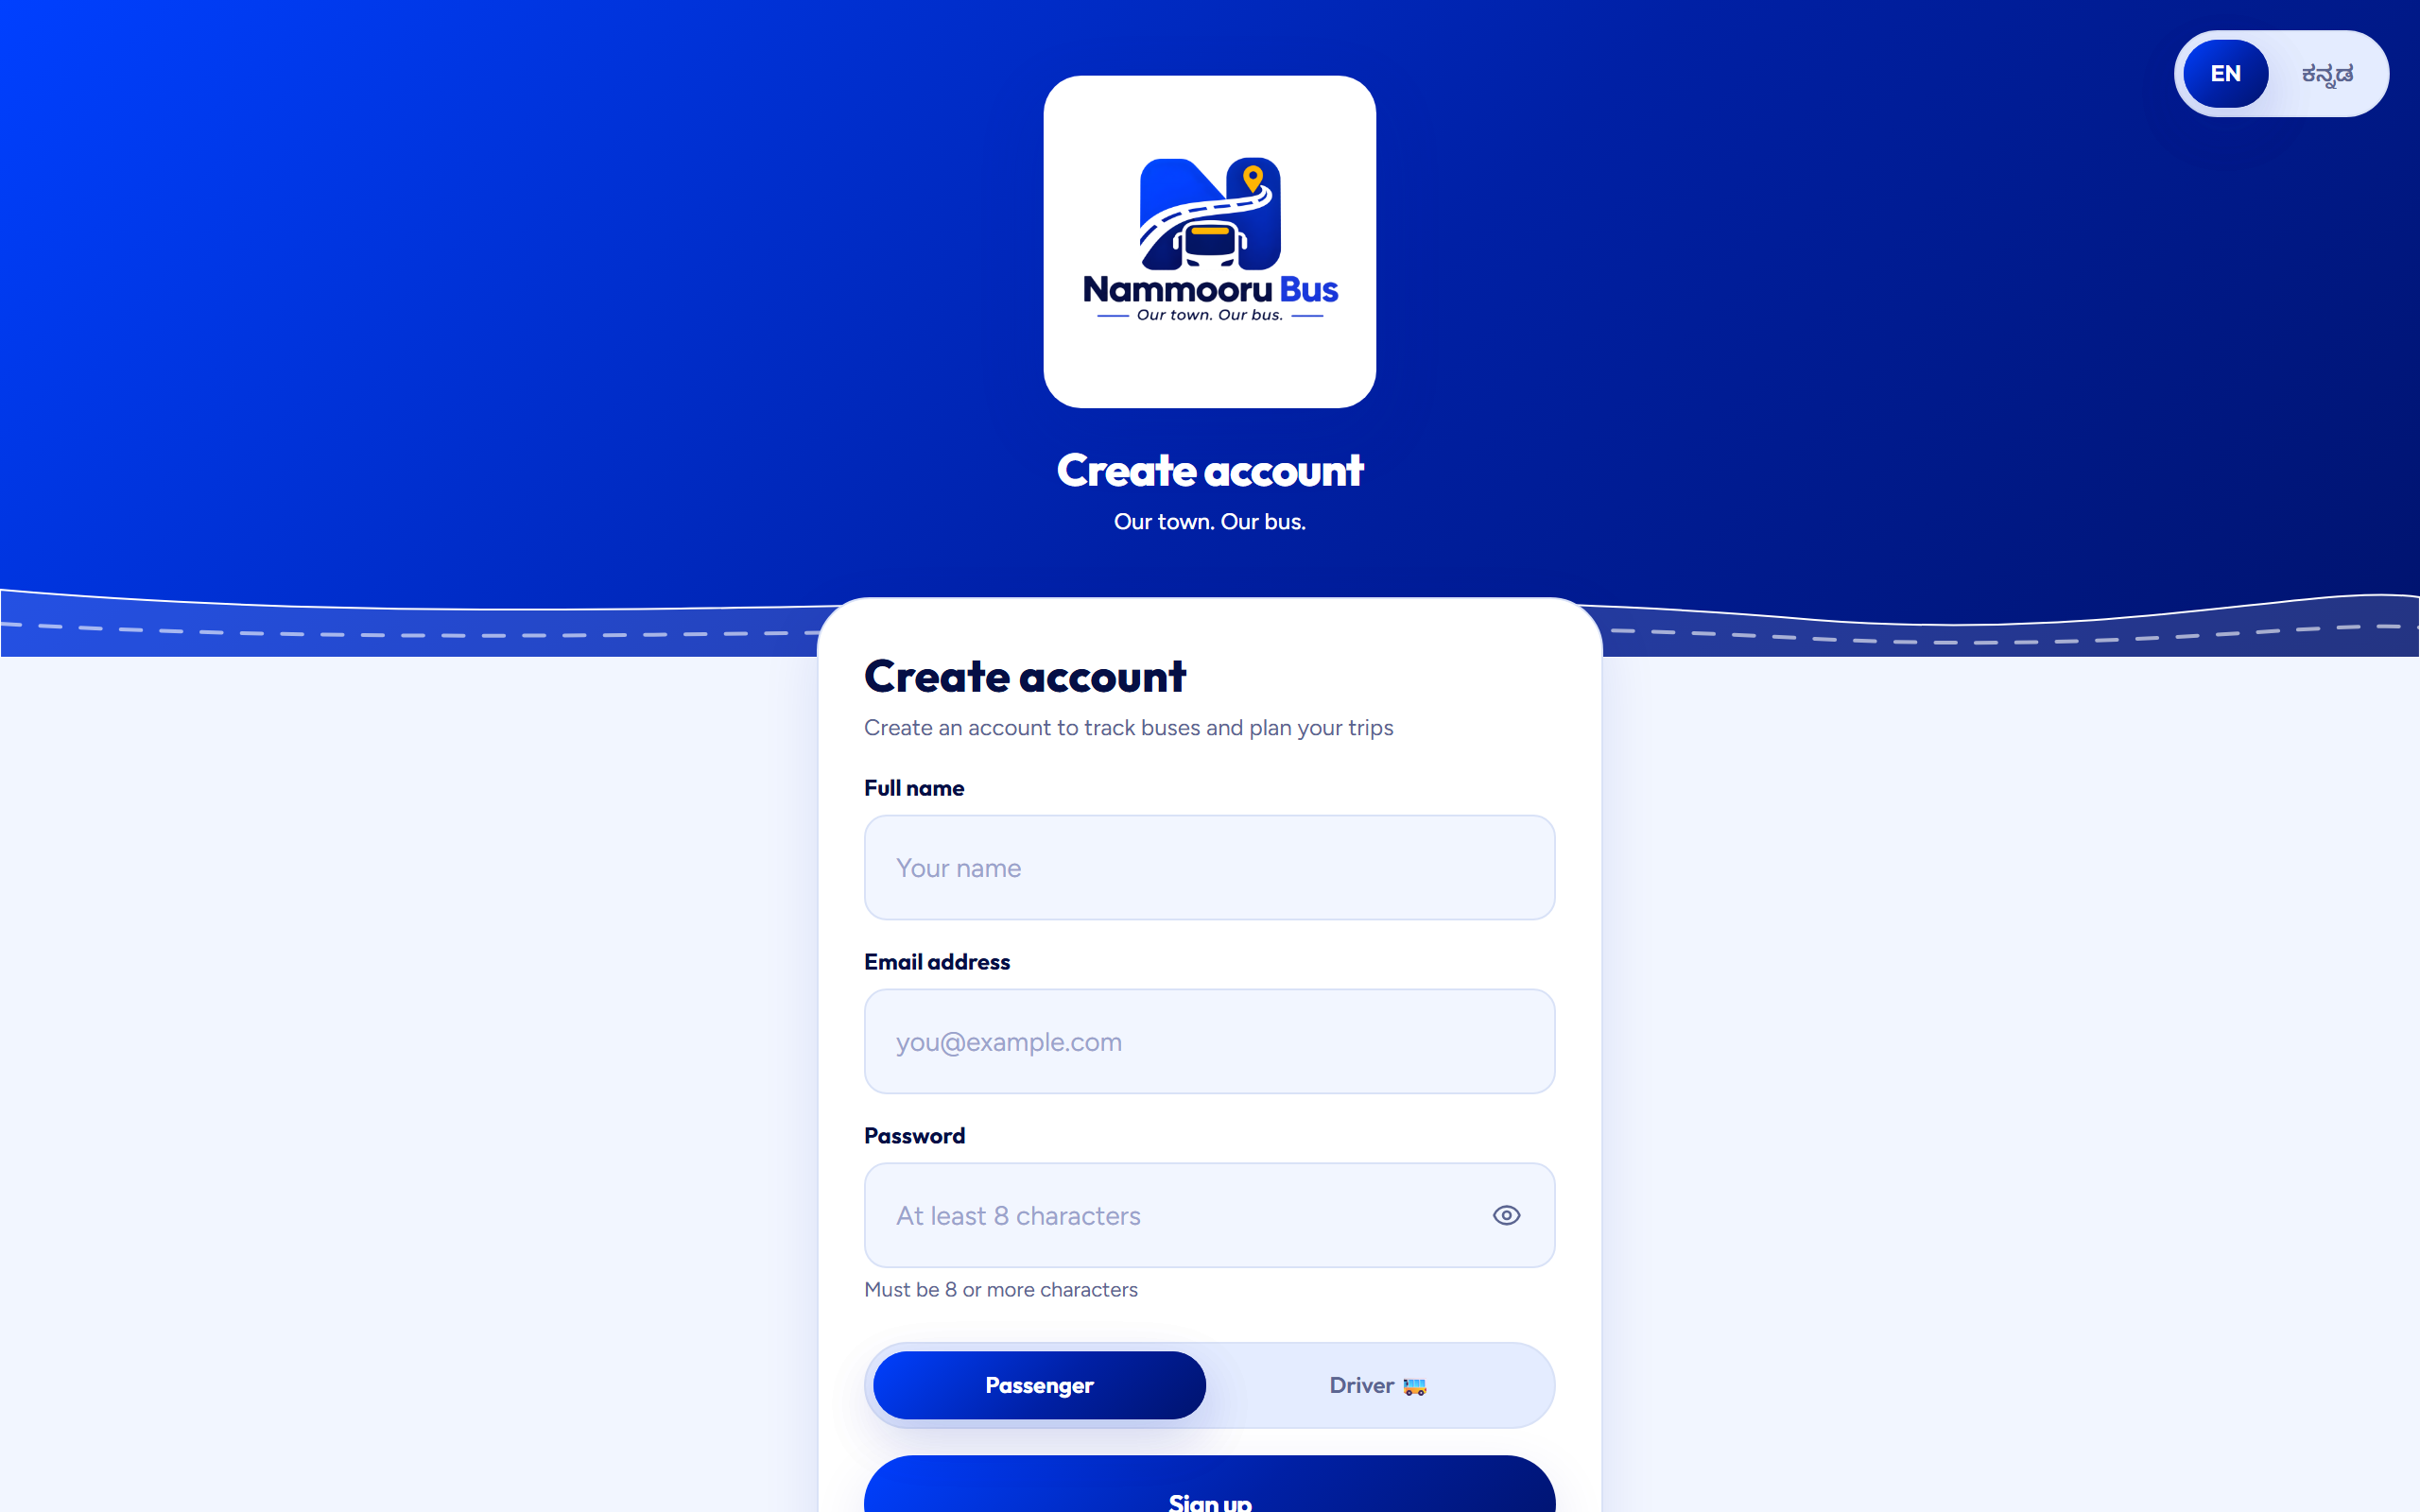 EN ಕನ್ನಡ
Nammooru Bus
Our town. Our bus.
Create account
Our town. Our bus.
Create account
Create an account to track buses and plan your trips
Full name
Your name
Email address
you@example.com
Password
At least 8 characters
Must be 8 or more characters
Passenger Driver 🚌
Sign up